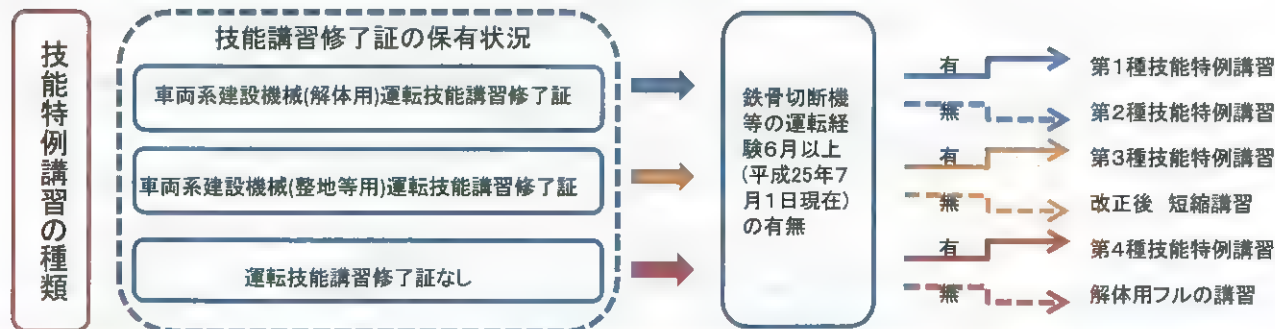 技能特例講習の種類
技能講習修了証の保有状況
車両系建設機械(解体用)運転技能講習修了証
車両系建設機械(整地等用)運転技能講習修了証
運転技能講習修了証なし
鉄骨切断機
等の運転経
験6月以上
(平成25年7
月1日現在)
の有無
有 第1種技能特例講習
無 第2種技能特例講習
有 第3種技能特例講習
無 改正後 短縮講習
有 第4種技能特例講習
無 解体用フルの講習